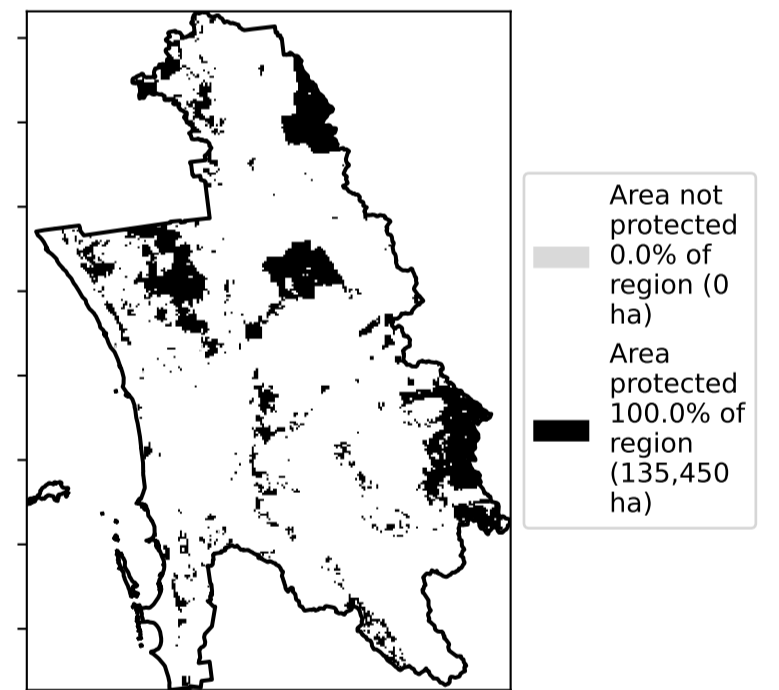 Area not
protected
0.0% of
region (0
ha)
Area
protected
100.0% of
region
(135,450
ha)